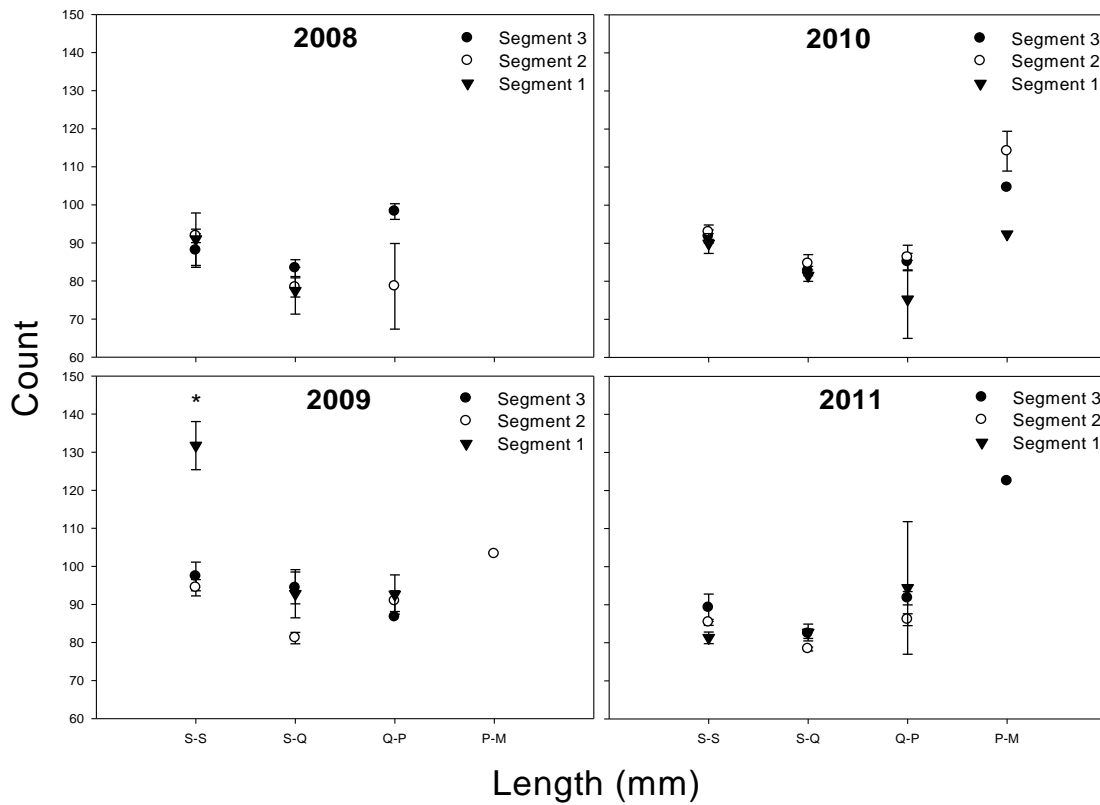 Count
150
140
130
120
110
100
90
80
70
60
2008
Segment 3
Segment 2
Segment 1
2010
Segment 3
Segment 2
Segment 1
150
140
130
120
110
100
90
80
70
60
*
2009
Segment 3
Segment 2
Segment 1
2011
Segment 3
Segment 2
Segment 1
S-S S-Q Q-P P-M
S-S S-Q Q-P P-M
Length (mm)